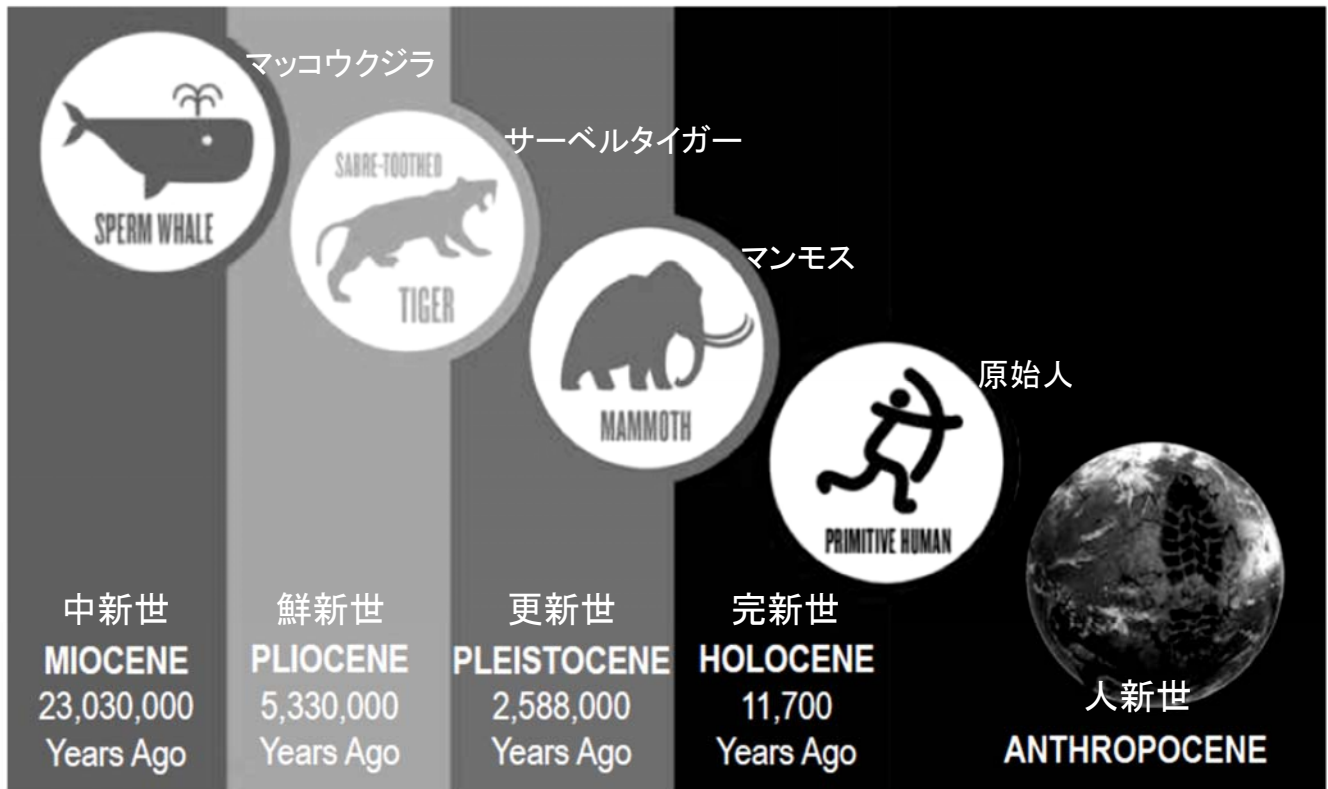 マッコウクジラ
SPERM WHALE
サーベルタイガー
SABRE-TOOTHED
TIGER
マンモス
MAMMOTH
原始人
PRIMITIVE HUMAN
中新世
MIOCENE
23,030,000
Years Ago
鮮新世
PLIOCENE
5,330,000
Years Ago
更新世
PLEISTOCENE
2,588,000
Years Ago
完新世
HOLOCENE
11,700
Years Ago
人新世
ANTHROPOCENE